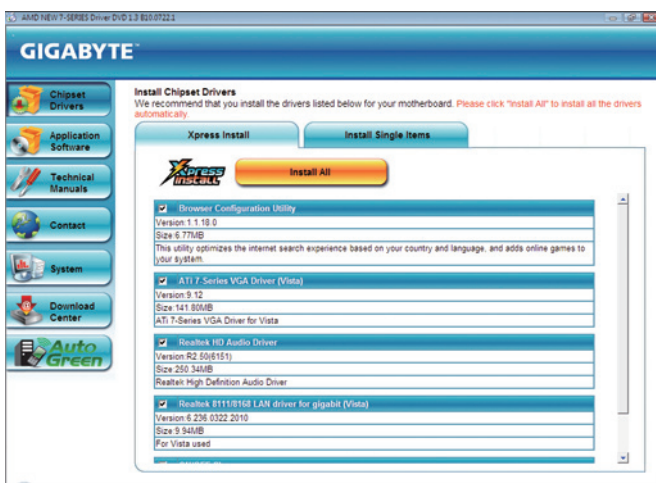 AMD NEW 7-SERIES Driver DVD 1.3 B10.0722.1
GIGABYTE™
Chipset
Drivers
Application
Software
Technical
Manuals
Contact
System
Download
Center
Auto
Green
Install Chipset Drivers
We recommend that you install the drivers listed below for your motherboard. Please click "Install All" to install all the drivers
automatically.
Xpress Install
Install Single Items
Xpress
INSTALL
Install All
Browser Configuration Utility
Version:1.1.18.0
Size:6.77MB
This utility optimizes the internet search experience based on your country and language, and adds online games to
your system.
ATi 7-Series VGA Driver (Vista)
Version:9.12
Size:141.80MB
ATi 7-Series VGA Driver for Vista
Realtek HD Audio Driver
Version:R2.50(6151)
Size:250.34MB
Realtek High Definition Audio Driver
Realtek 8111/8168 LAN driver for gigabit (Vista)
Version:6.236.0322.2010
Size:9.94MB
For Vista used